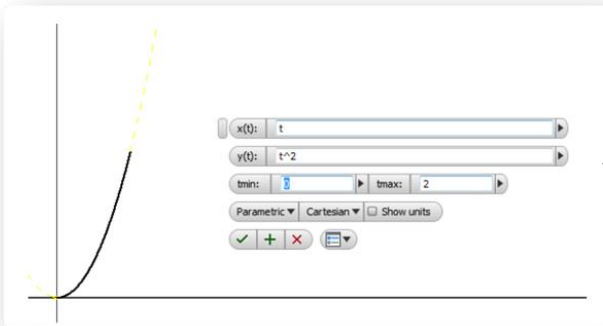 x(t): t
y(t): t^2
tmin: 0 tmax: 2
Parametric Cartesian Show units